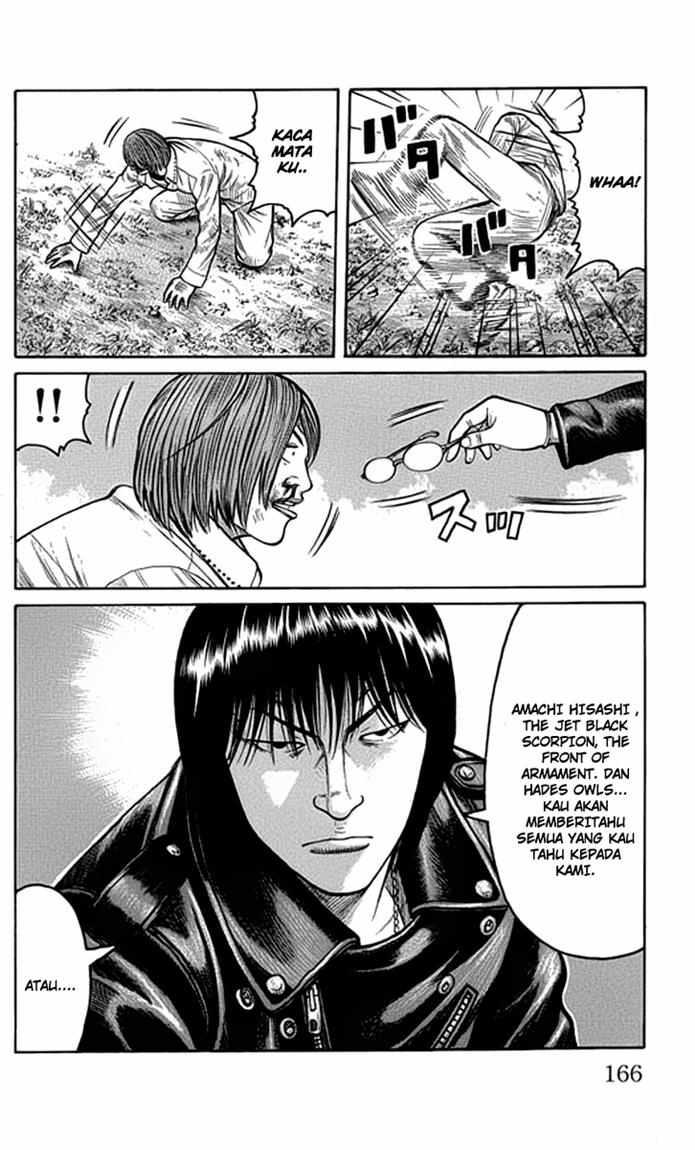 WHAA!
バタ
バタ
KACA
MATA
KU..
スッ
!!
AMACHI HISASHI ,
THE JET BLACK
SCORPION, THE
FRONT OF
ARMAMENT. DAN
HADES OWLS...
KAU AKAN
MEMBERITAHU
SEMUA YANG KAU
TAHU KEPADA
KAMI.
ATAU....
166